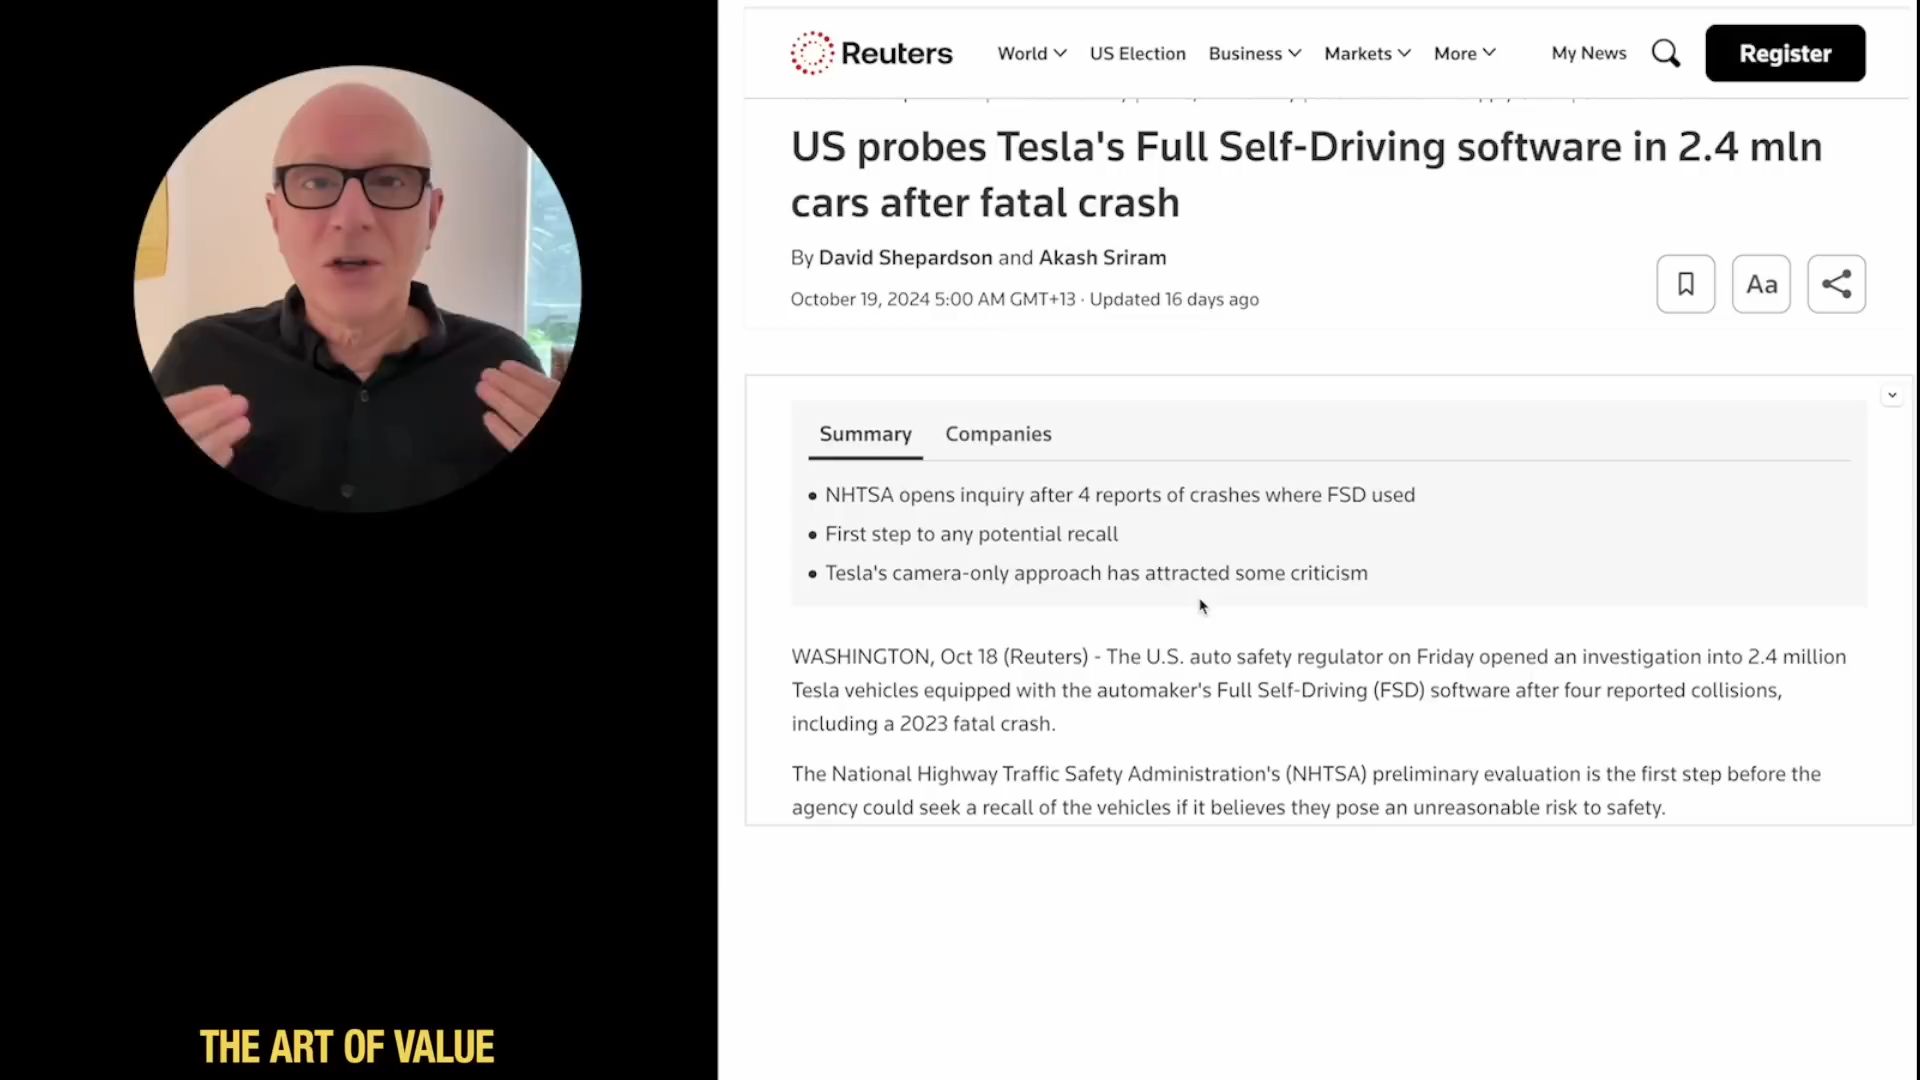 Reuters
World
US Election
Business
Markets
More
My News
Register
US probes Tesla's Full Self-Driving software in 2.4 mln
cars after fatal crash
By David Shepardson and Akash Sriram
October 19, 2024 5:00 AM GMT+13 · Updated 16 days ago
Aa
Summary
Companies
• NHTSA opens inquiry after 4 reports of crashes where FSD used
• First step to any potential recall
• Tesla's camera-only approach has attracted some criticism
WASHINGTON, Oct 18 (Reuters) - The U.S. auto safety regulator on Friday opened an investigation into 2.4 million
Tesla vehicles equipped with the automaker's Full Self-Driving (FSD) software after four reported collisions,
including a 2023 fatal crash.
The National Highway Traffic Safety Administration's (NHTSA) preliminary evaluation is the first step before the
agency could seek a recall of the vehicles if it believes they pose an unreasonable risk to safety.
THE ART OF VALUE